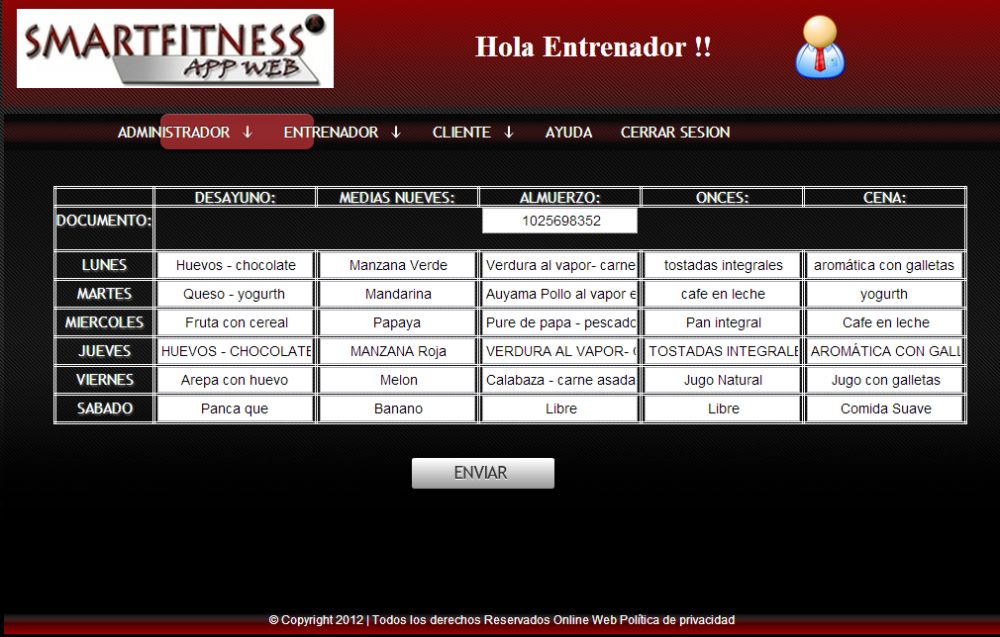 SMARTFITNESS
APP WEB
Hola Entrenador !!
ADMINISTRADOR ↓ ENTRENADOR ↓ CLIENTE ↓ AYUDA CERRAR SESION
DESAYUNO: MEDIAS NUEVES: ALMUERZO: ONCES: CENA:
DOCUMENTO: 1025698352
LUNES Huevos - chocolate Manzana Verde Verdura al vapor- carne tostadas integrales aromática con galletas
MARTES Queso - yogurth Mandarina Auyama Pollo al vapor e cafe en leche yogurth
MIERCOLES Fruta con cereal Papaya Pure de papa - pescado Pan integral Cafe en leche
JUEVES HUEVOS - CHOCOLATE MANZANA Roja VERDURA AL VAPOR- TOSTADAS INTEGRALE AROMÁTICA CON GALL
VIERNES Arepa con huevo Melon Calabaza - carne asada Jugo Natural Jugo con galletas
SABADO Panca que Banano Libre Libre Comida Suave
ENVIAR
© Copyright 2012 | Todos los derechos Reservados Online Web Política de privacidad